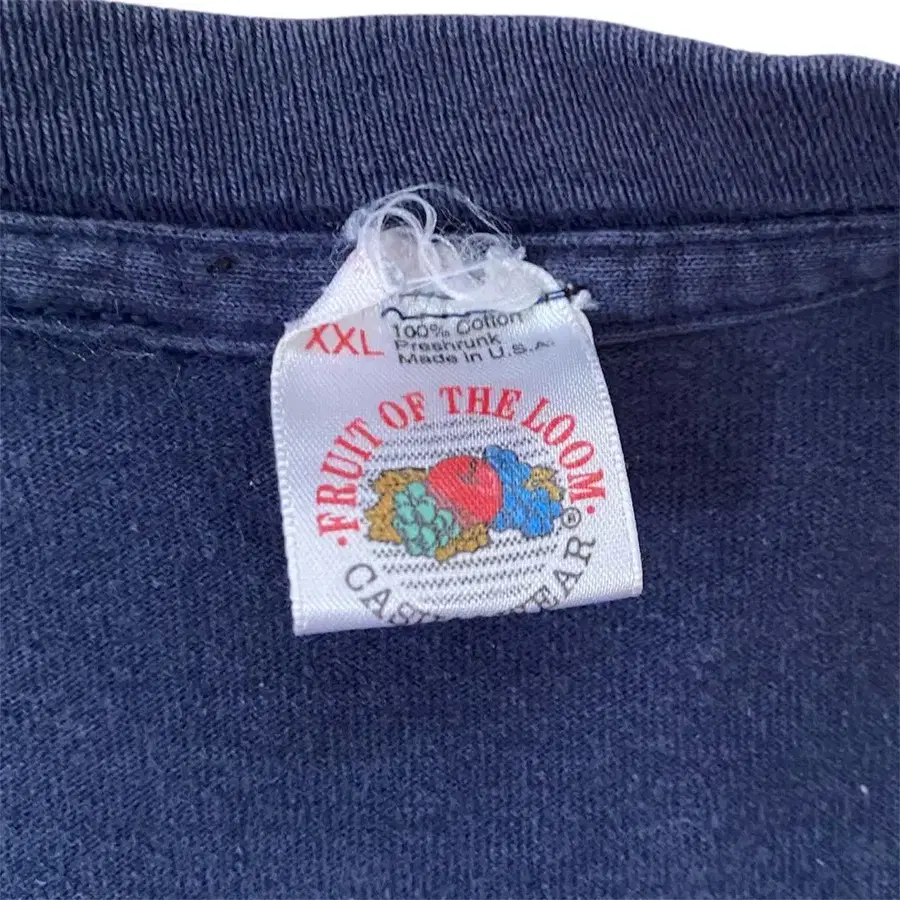 XXL
100% Cotton
Preshrunk
Made in U.S.A.
·FRUIT OF THE LOOM·
®